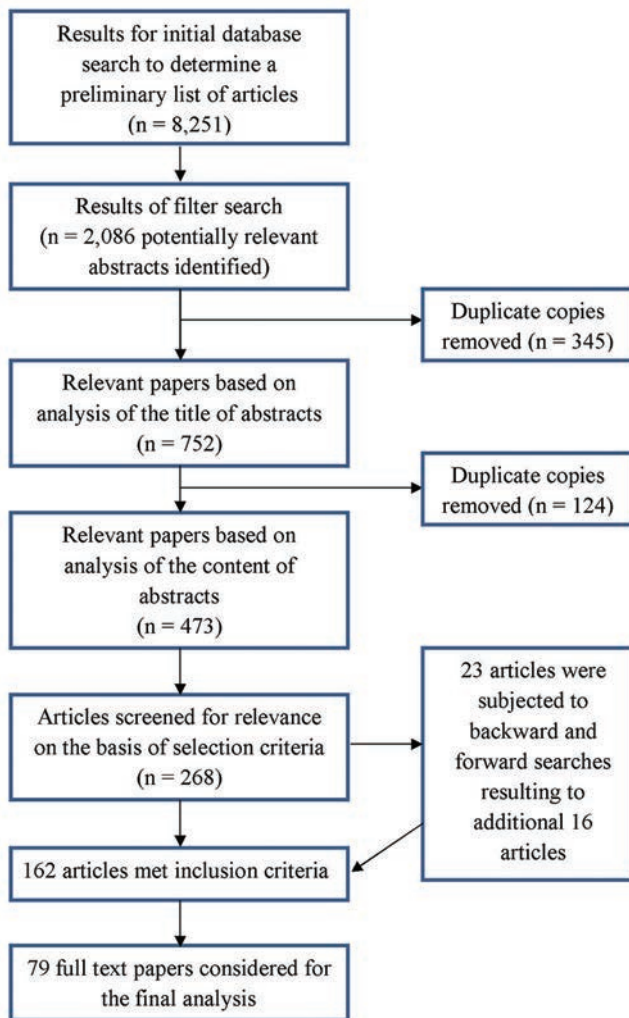 Results for initial database
search to determine a
preliminary list of articles
(n = 8,251)
Results of filter search
(n = 2,086 potentially relevant
abstracts identified)
Duplicate copies
removed (n = 345)
Relevant papers based on
analysis of the title of abstracts
(n = 752)
Duplicate copies
removed (n = 124)
Relevant papers based on
analysis of the content of
abstracts
(n = 473)
Articles screened for relevance
on the basis of selection criteria
(n = 268)
23 articles were
subjected to
backward and
forward searches
resulting to
additional 16
articles
162 articles met inclusion criteria
79 full text papers considered for
the final analysis